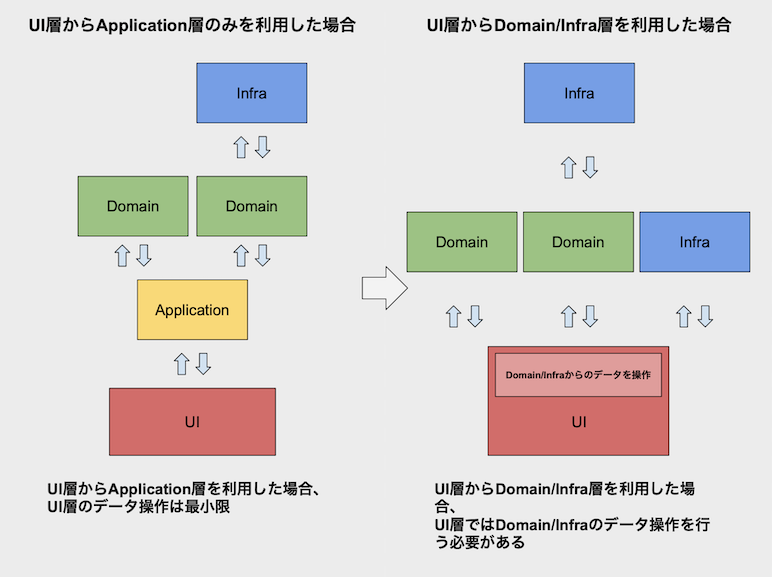 UI層からApplication層のみを利用した場合
Infra
Domain
Domain
Application
UI
UI層からApplication層を利用した場合、
UI層のデータ操作は最小限
UI層からDomain/Infra層を利用した場合
Infra
Domain
Domain
Infra
Domain/Infraからのデータを操作
UI
UI層からDomain/Infra層を利用した場
合、
UI層ではDomain/Infraのデータ操作を行
う必要がある